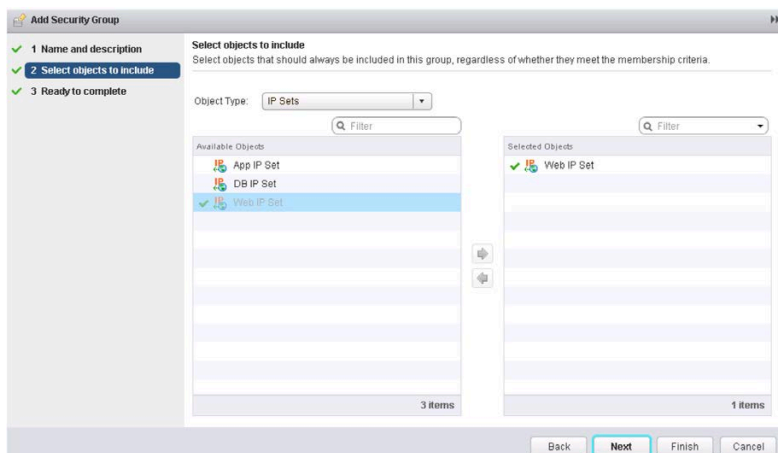 Add Security Group
1 Name and description
2 Select objects to include
3 Ready to complete
Select objects to include
Select objects that should always be included in this group, regardless of whether they meet the membership criteria.
Object Type: IP Sets
Filter
Available Objects
App IP Set
DB IP Set
Web IP Set
3 items
Filter
Selected Objects
Web IP Set
1 items
Back Next Finish Cancel